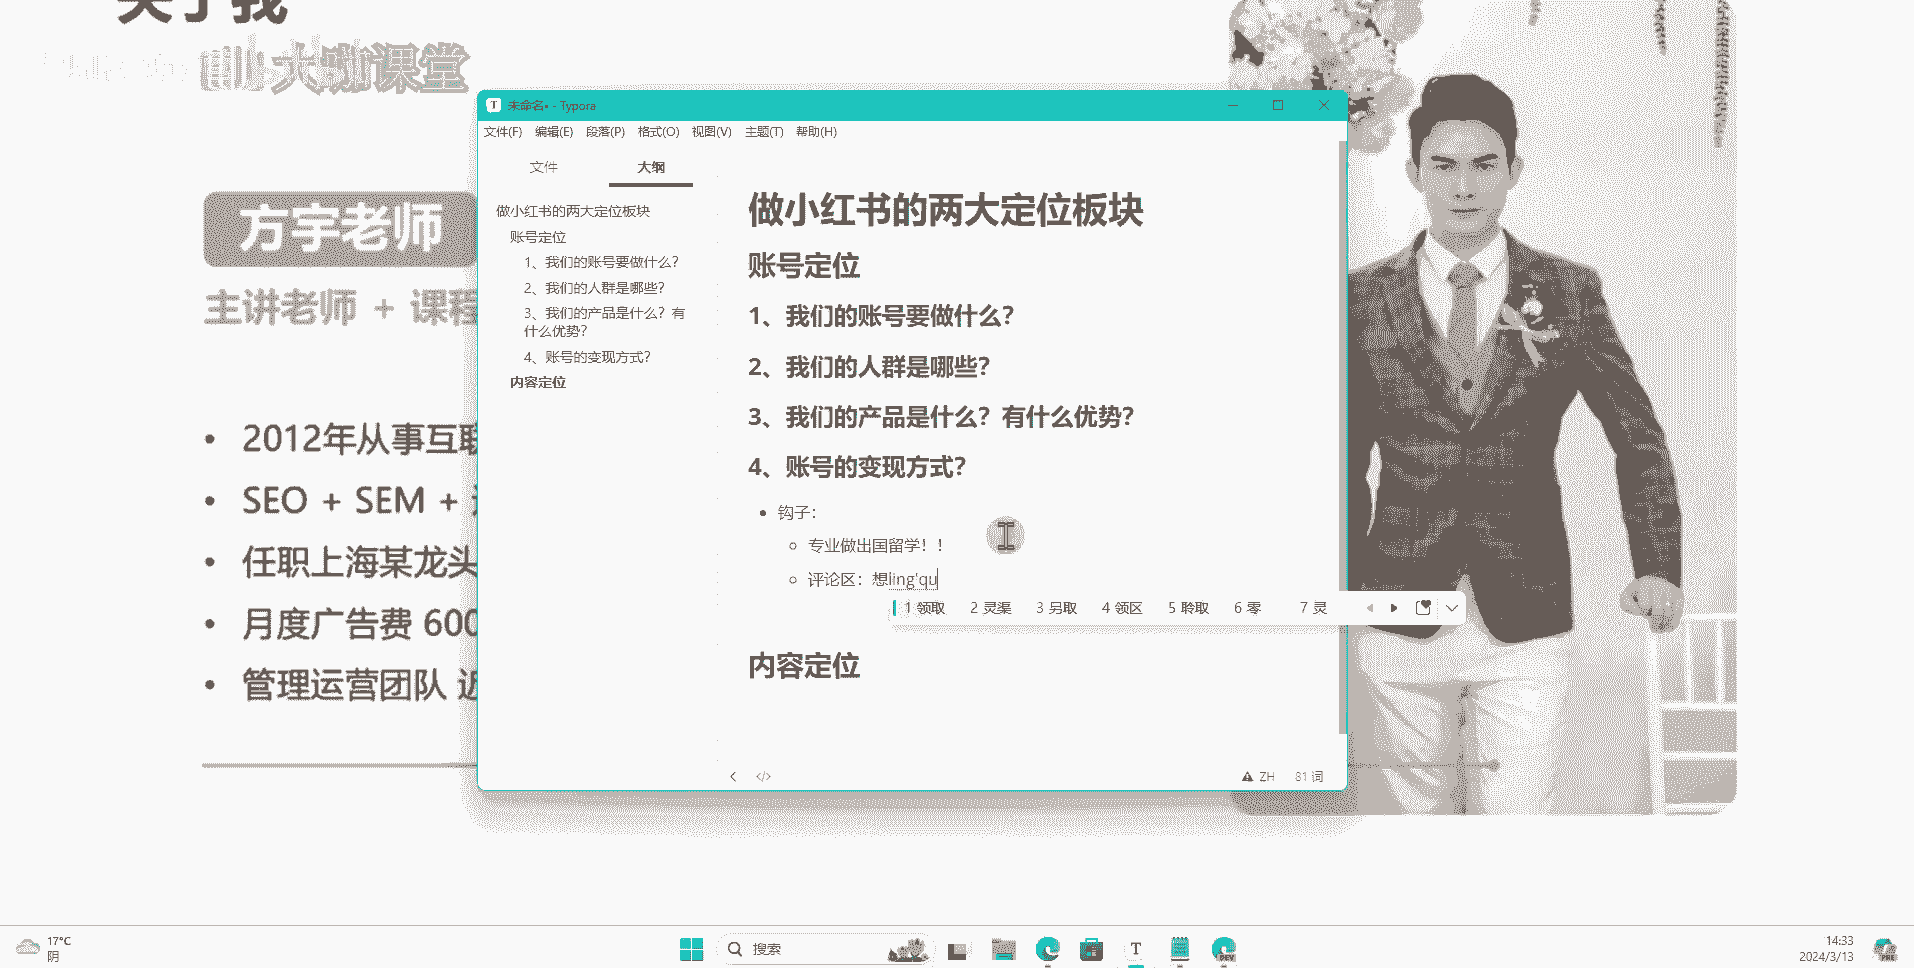 关于我
大咖课堂
方宇老师
主讲老师 + 课程
2012年从事互联
SEO + SEM +
任职上海某龙头
月度广告费 600
管理运营团队 近
T 未命名• - Typora
文件(F) 编辑(E) 段落(P) 格式(O) 视图(V) 主题(T) 帮助(H)
文件 大纲
做小红书的两大定位板块
账号定位
1、我们的账号要做什么？
2、我们的人群是哪些？
3、我们的产品是什么？有
什么优势？
4、账号的变现方式？
内容定位
做小红书的两大定位板块
账号定位
1、我们的账号要做什么？
2、我们的人群是哪些？
3、我们的产品是什么？有什么优势？
4、账号的变现方式？
钩子：
专业做出国留学！！
评论区：想ling'qu
1 领取 2 灵渠 3 另取 4 领区 5 聆取 6 零 7 灵
内容定位
ZH 81 词
17°C
阴
搜索
T
DEV
14:33
2024/3/13
PRE